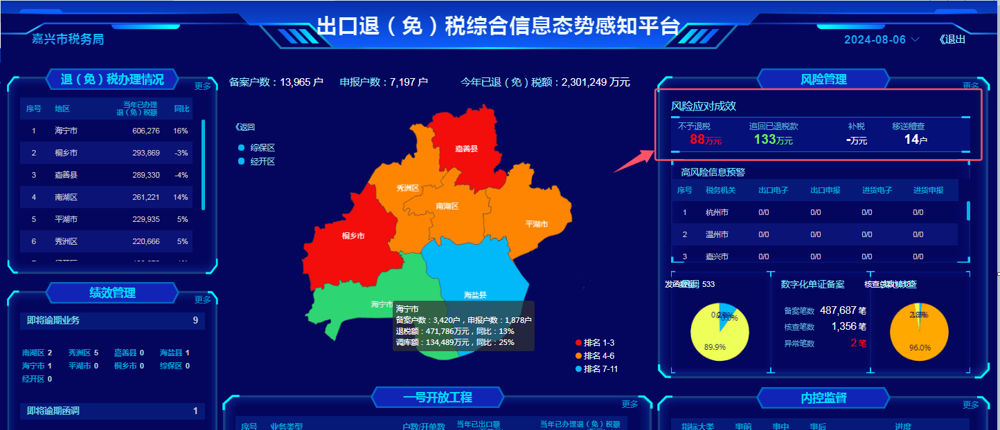 出口退（免）税综合信息态势感知平台
嘉兴市税务局
2024-08-06
《退出
退（免）税办理情况
更多
序号 地区 当年已办理退（免）税额 同比
1 海宁市 606,276 16%
2 桐乡市 293,869 -3%
3 嘉善县 289,330 -4%
4 南湖区 261,221 14%
5 平湖市 229,935 5%
6 秀洲区 220,666 5%
绩效管理
更多
即将逾期业务 9
南湖区 2 秀洲区 5 嘉善县 0 海盐县 1
海宁市 1 平湖市 0 桐乡市 0 综保区 0
经开区 0
即将逾期函调 1
备案户数：13,965 户 申报户数：7,197 户 今年已退（免）税额：2,301,249 万元
《返回
综保区
经开区
嘉善县
秀洲区
南湖区
平湖市
桐乡市
海盐县
海宁市
海宁市
备案户数：3,420户，申报户数：1,878户
退税额：471,786万元，同比：13%
调库额：134,489万元，同比：25%
排名 1-3
排名 4-6
排名 7-11
一号开放工程
更多
序号 业务类型 户数/开单数 当年已出口额 当年已办理退（免）税额
风险管理
更多
风险应对成效
不予退税 追回已退税款 补税 移送稽查
88万元 133万元 -万元 14户
高风险信息预警
序号 税务机关 出口电子 出口申报 进货电子 进货申报
1 杭州市 0/0 0/0 0/0 0/0
2 温州市 0/0 0/0 0/0 0/0
3 嘉兴市 0/0 0/0 0/0 0/0
533
89.9%
数字化单证备案
备案笔数 487,687 笔
核查笔数 1,356 笔
异常笔数 2 笔
96.0%
内控监督
更多
指标大类 事前 事中 事后 进度